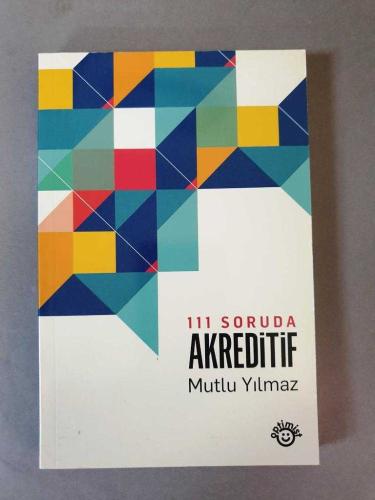 111 SORUDA
AKREDİTİF
Mutlu Yılmaz
optimist